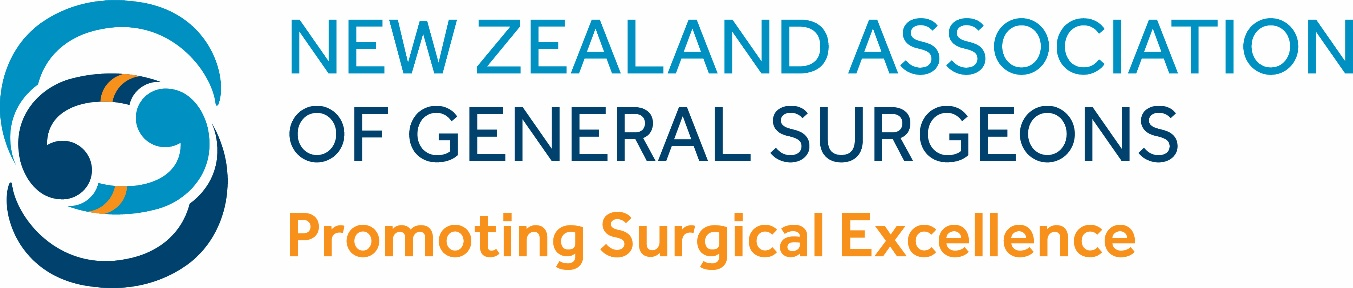 NEW ZEALAND ASSOCIATION
OF GENERAL SURGEONS
Promoting Surgical Excellence